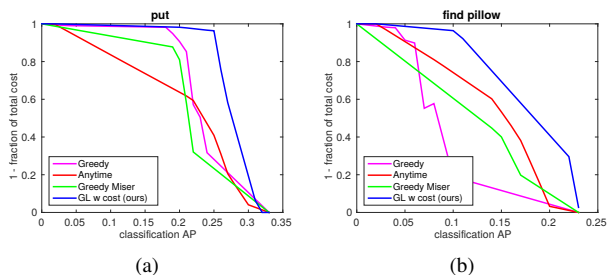 put
1 - fraction of total cost
1
0.8
0.6
0.4
0.2
0
Greedy
Anytime
Greedy Miser
GL w cost (ours)
0 0.05 0.1 0.15 0.2 0.25 0.3 0.35
classification AP
(a)
find pillow
1 - fraction of total cost
1
0.8
0.6
0.4
0.2
0
Greedy
Anytime
Greedy Miser
GL w cost (ours)
0 0.05 0.1 0.15 0.2 0.25
classification AP
(b)